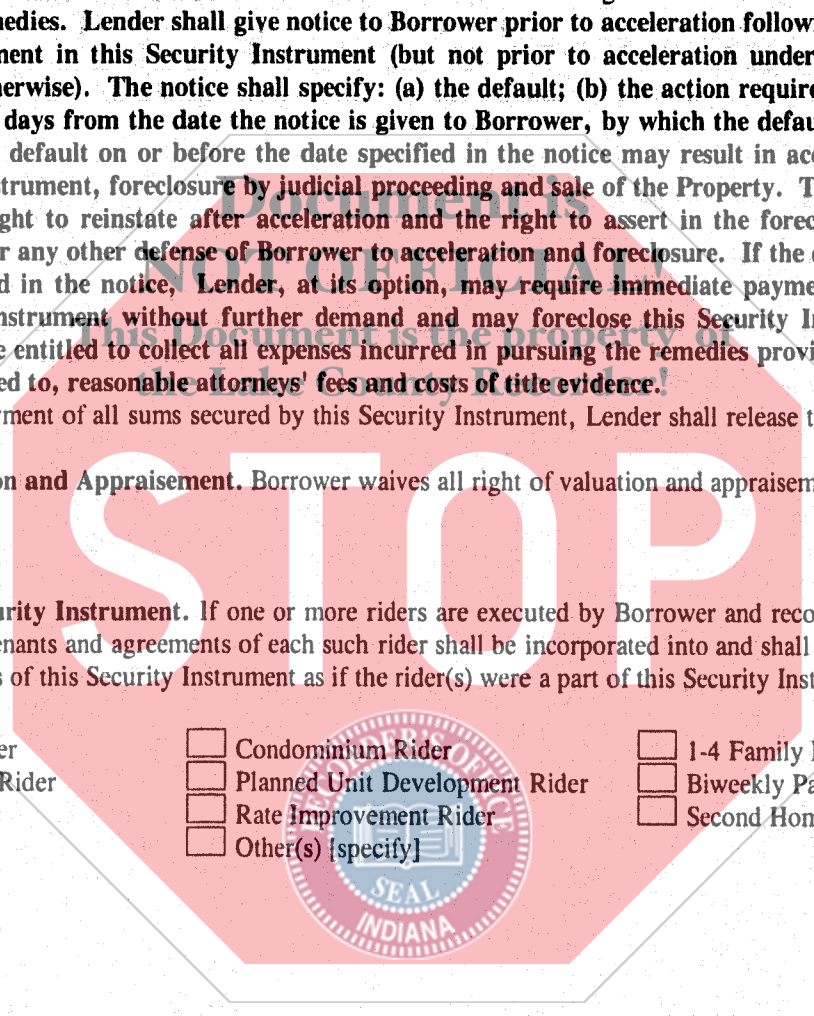 nedies. Lender shall give notice to Borrower prior to acceleration follow
ment in this Security Instrument (but not prior to acceleration under
erwise). The notice shall specify: (a) the default; (b) the action require
days from the date the notice is given to Borrower, by which the defau
default on or before the date specified in the notice may result in acc
trument, foreclosure by judicial proceeding and sale of the Property. T
ght to reinstate after acceleration and the right to assert in the forec
r any other defense of Borrower to acceleration and foreclosure. If the
d in the notice, Lender, at its option, may require immediate payme
nstrument without further demand and may foreclose this Security I
e entitled to collect all expenses incurred in pursuing the remedies provi
ed to, reasonable attorneys' fees and costs of title evidence.
yment of all sums secured by this Security Instrument, Lender shall release t
on and Appraisement. Borrower waives all right of valuation and appraisem
urity Instrument. If one or more riders are executed by Borrower and reco
enants and agreements of each such rider shall be incorporated into and shall
s of this Security Instrument as if the rider(s) were a part of this Security Inst
er Condominium Rider 1-4 Family
Rider Planned Unit Development Rider Biweekly Pa
Rate Improvement Rider Second Hom
Other(s) [specify]
Document is
NOT OFFICIAL!
This Document is the property of
the Lake County Recorder!
STOP
RECORDER'S OFFICE
SEAL
INDIANA